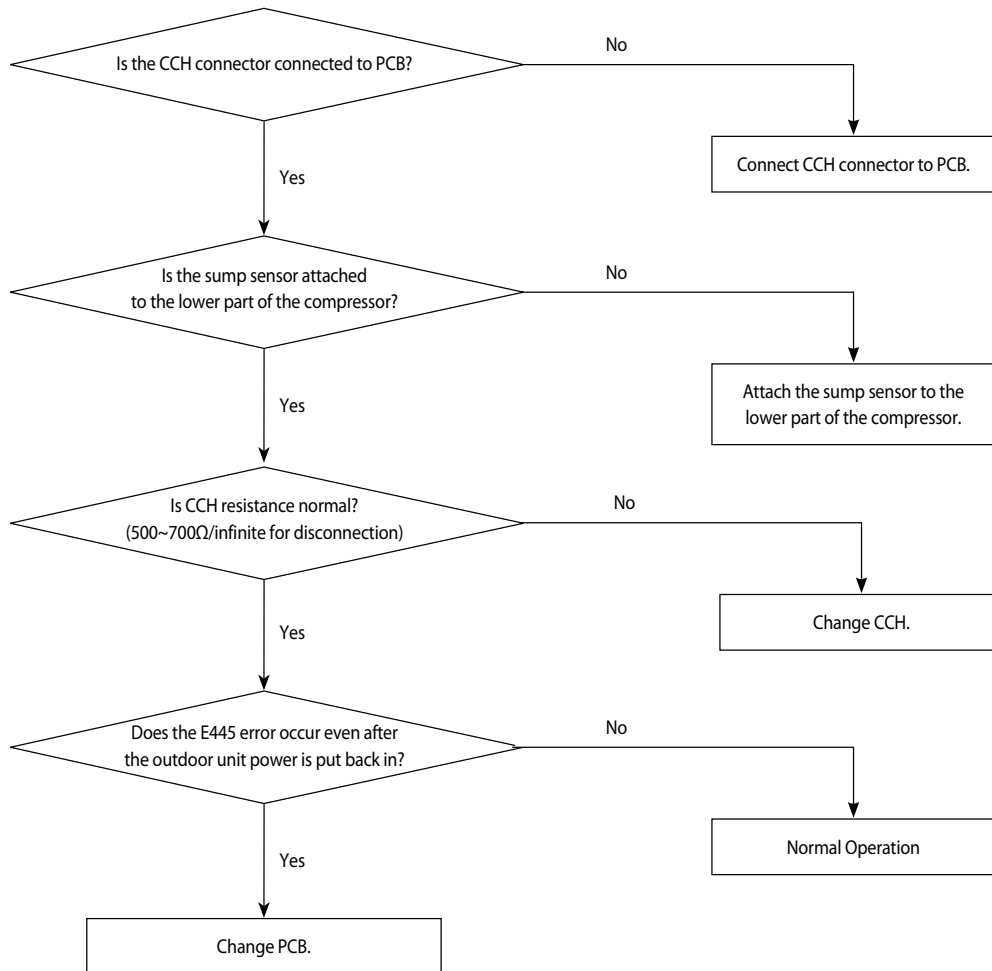 Is the CCH connector connected to PCB?
No
Connect CCH connector to PCB.
Yes
Is the sump sensor attached
to the lower part of the compressor?
No
Attach the sump sensor to the
lower part of the compressor.
Yes
Is CCH resistance normal?
(500~700Ω/infinite for disconnection)
No
Change CCH.
Yes
Does the E445 error occur even after
the outdoor unit power is put back in?
No
Normal Operation
Yes
Change PCB.